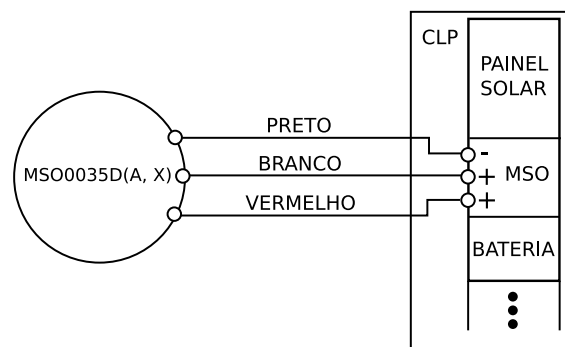 CLP
PAINEL
SOLAR
PRETO
-
BRANCO
MSO0035D(A, X)
+
MSO
VERMELHO
+
BATERIA